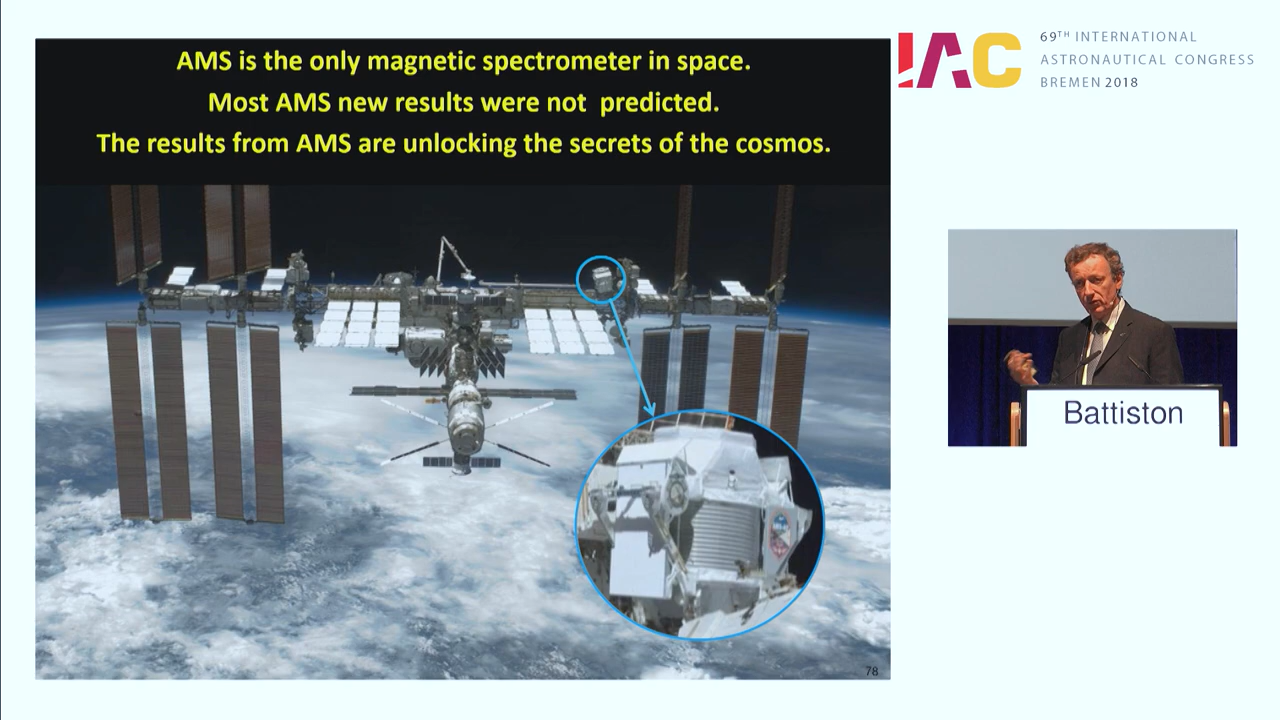 AMS is the only magnetic spectrometer in space.
Most AMS new results were not predicted.
The results from AMS are unlocking the secrets of the cosmos.
78
IAC
69TH INTERNATIONAL
ASTRONAUTICAL CONGRESS
BREMEN 2018
Battiston